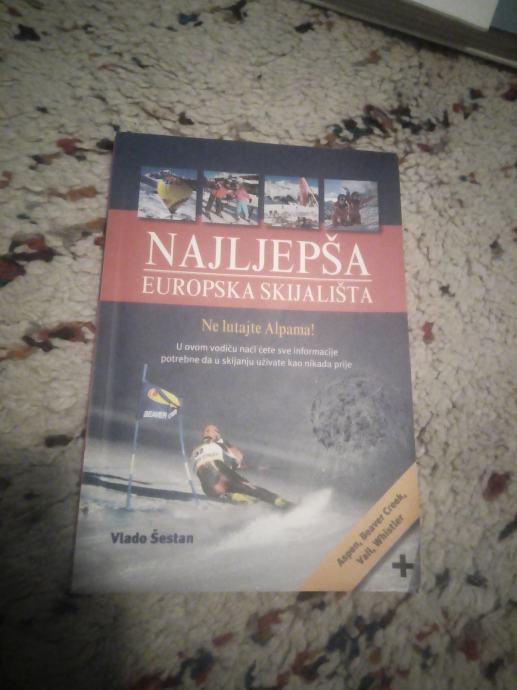 NAJLJEPŠA
EUROPSKA SKIJALIŠTA
Ne lutajte Alpama!
U ovom vodiču naći ćete sve informacije
potrebne da u skijanju uživate kao nikada prije
BEAVER
Vlado Šestan
Aspen, Beaver Creek,
Vail, Whistler
+